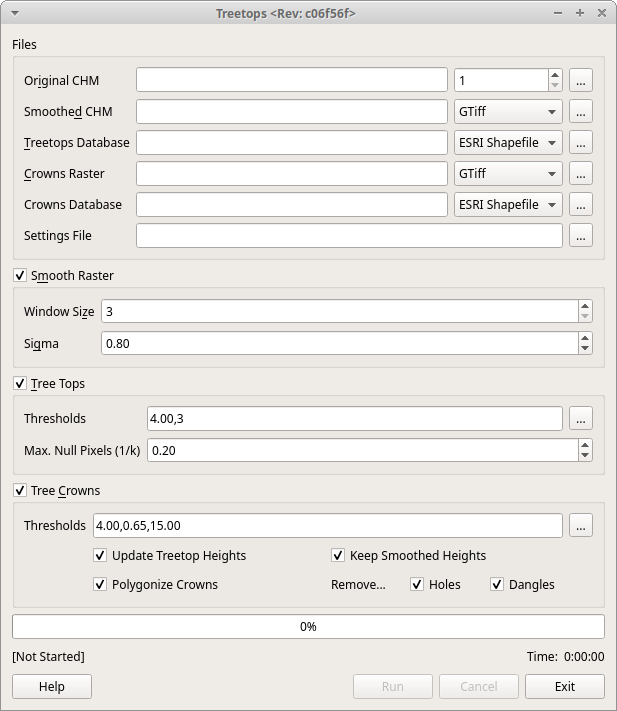 Treetops <Rev: c06f56f>
Files
Original CHM 1 ...
Smoothed CHM GTiff ...
Treetops Database ESRI Shapefile ...
Crowns Raster GTiff ...
Crowns Database ESRI Shapefile ...
Settings File ...
Smooth Raster
Window Size 3
Sigma 0.80
Tree Tops
Thresholds 4.00,3 ...
Max. Null Pixels (1/k) 0.20
Tree Crowns
Thresholds 4.00,0.65,15.00 ...
Update Treetop Heights Keep Smoothed Heights
Polygonize Crowns Remove... Holes Dangles
0%
[Not Started] Time: 0:00:00
Help Run Cancel Exit